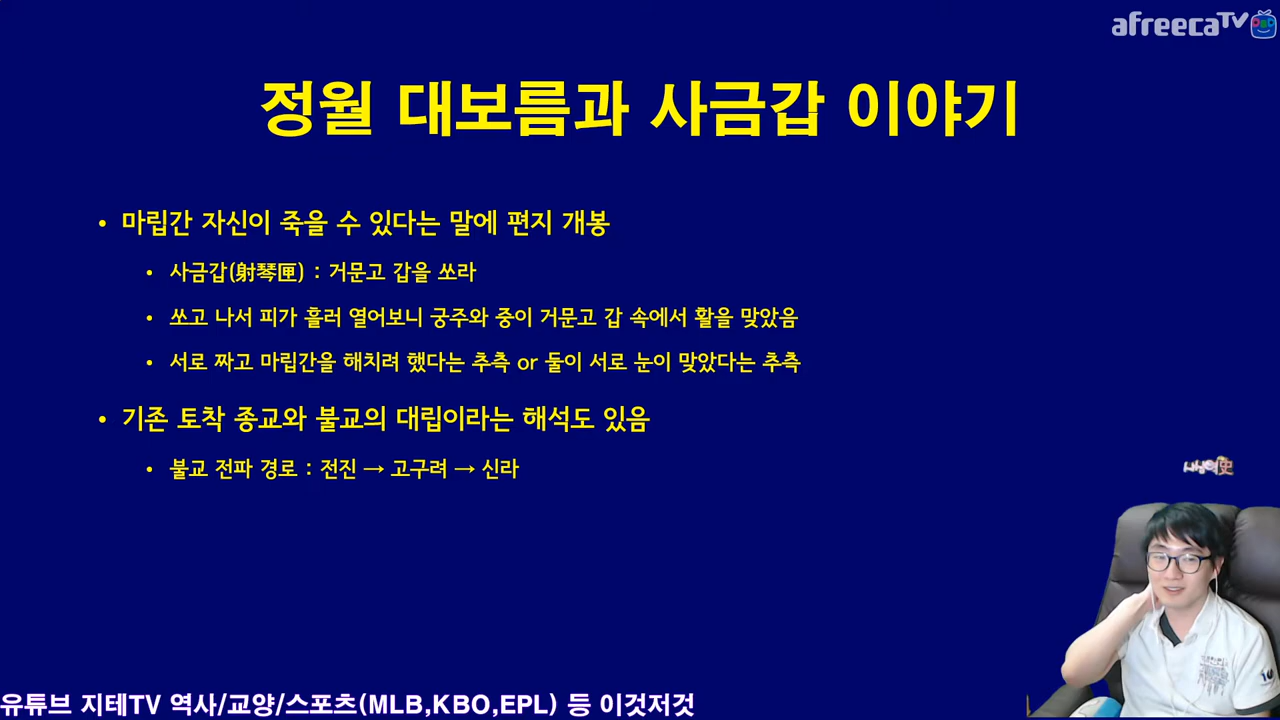 afreecaTV
정월 대보름과 사금갑 이야기
• 마립간 자신이 죽을 수 있다는 말에 편지 개봉
• 사금갑(射琴匣) : 거문고 갑을 쏘라
• 쏘고 나서 피가 흘러 열어보니 궁주와 중이 거문고 갑 속에서 활을 맞았음
• 서로 짜고 마립간을 해치려 했다는 추측 or 둘이 서로 눈이 맞았다는 추측
• 기존 토착 종교와 불교의 대립이라는 해석도 있음
• 불교 전파 경로 : 전진 → 고구려 → 신라
유튜브 지테TV 역사/교양/스포츠(MLB,KBO,EPL) 등 이것저것